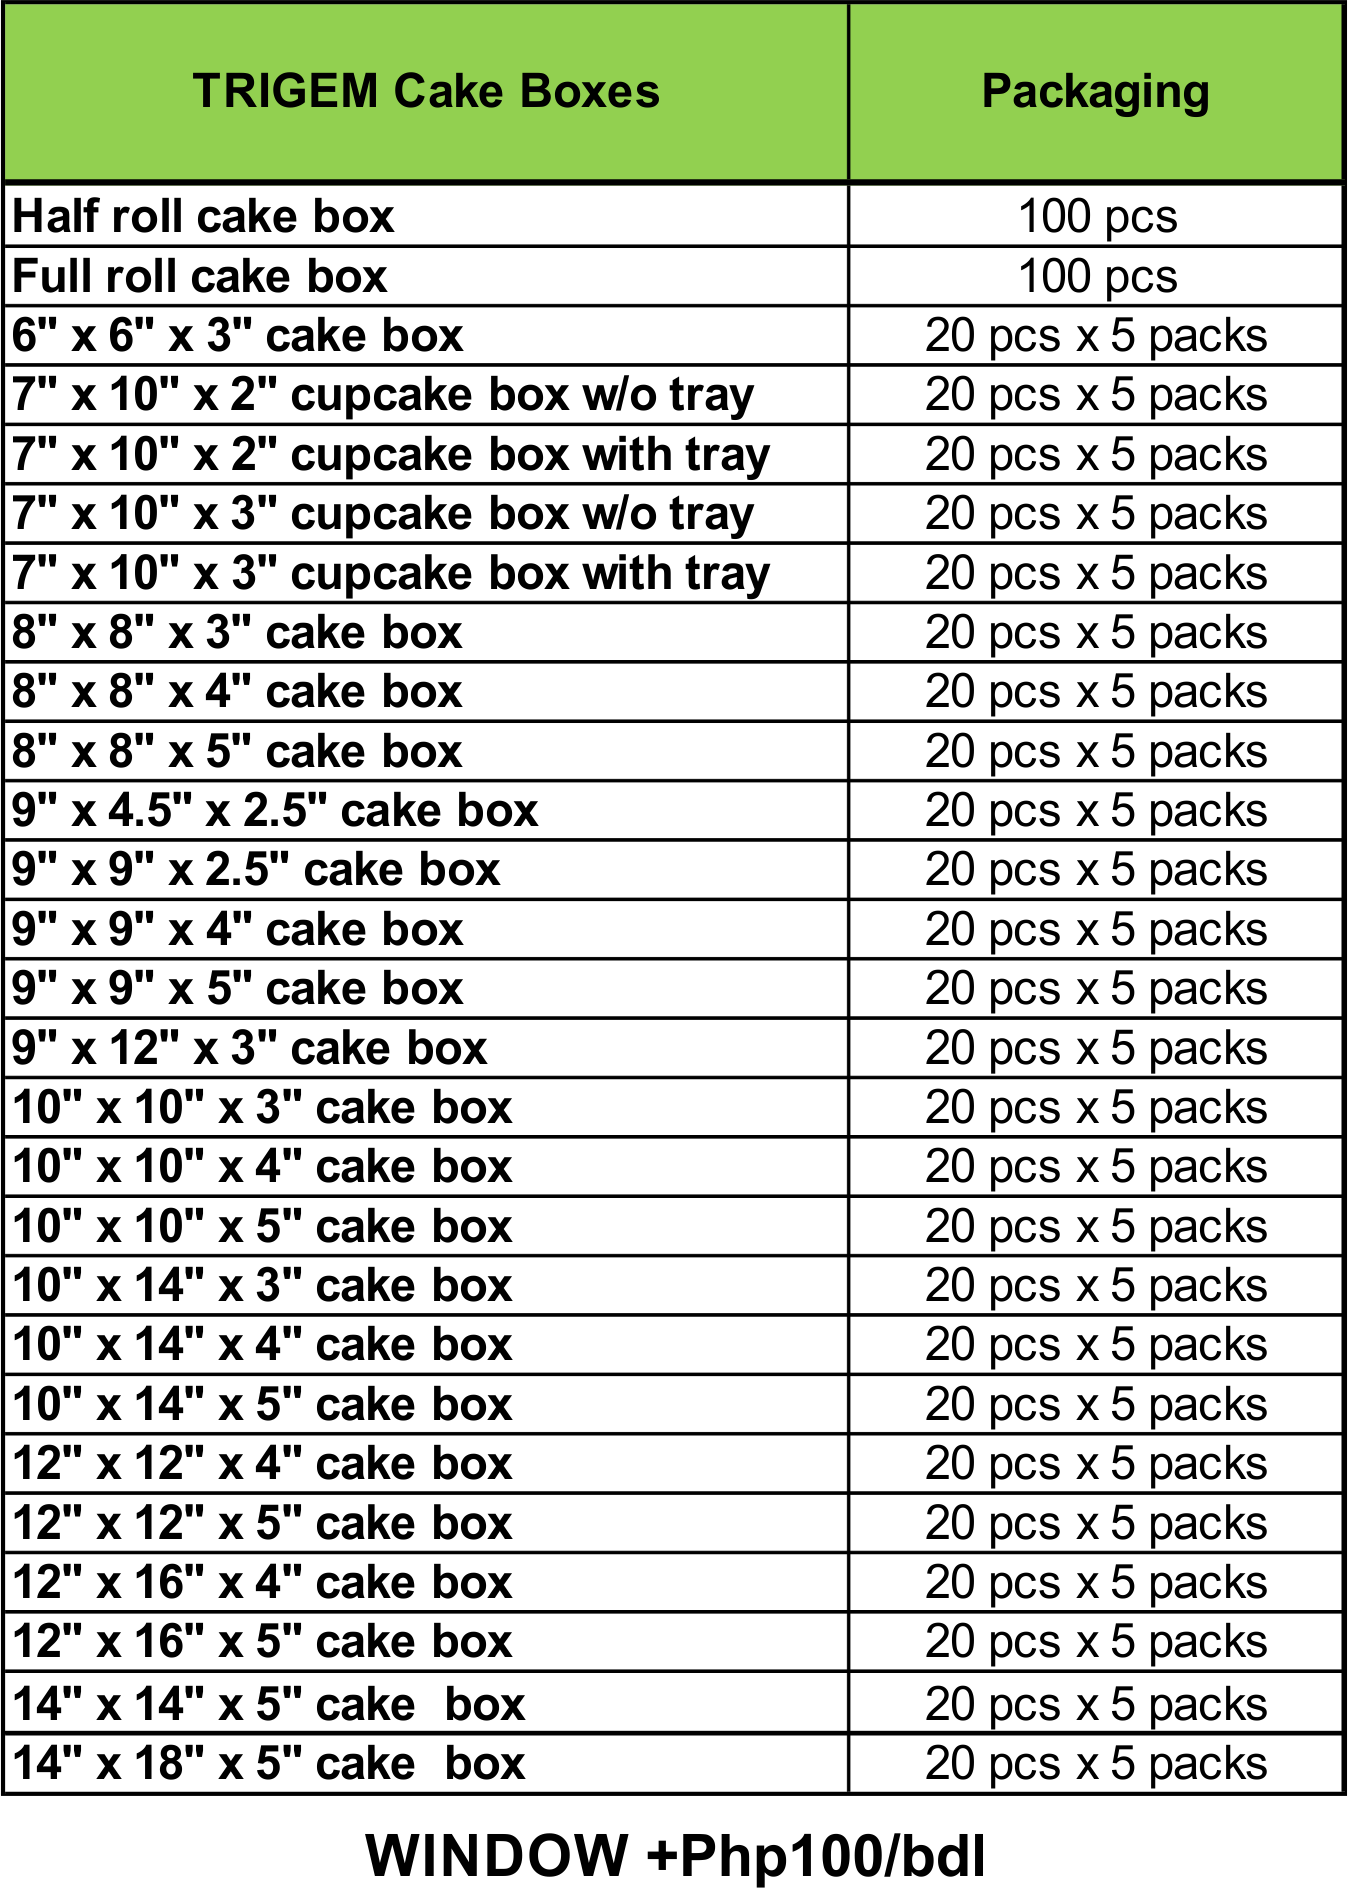 TRIGEM Cake Boxes Packaging
Half roll cake box 100 pcs
Full roll cake box 100 pcs
6" x 6" x 3" cake box 20 pcs x 5 packs
7" x 10" x 2" cupcake box w/o tray 20 pcs x 5 packs
7" x 10" x 2" cupcake box with tray 20 pcs x 5 packs
7" x 10" x 3" cupcake box w/o tray 20 pcs x 5 packs
7" x 10" x 3" cupcake box with tray 20 pcs x 5 packs
8" x 8" x 3" cake box 20 pcs x 5 packs
8" x 8" x 4" cake box 20 pcs x 5 packs
8" x 8" x 5" cake box 20 pcs x 5 packs
9" x 4.5" x 2.5" cake box 20 pcs x 5 packs
9" x 9" x 2.5" cake box 20 pcs x 5 packs
9" x 9" x 4" cake box 20 pcs x 5 packs
9" x 9" x 5" cake box 20 pcs x 5 packs
9" x 12" x 3" cake box 20 pcs x 5 packs
10" x 10" x 3" cake box 20 pcs x 5 packs
10" x 10" x 4" cake box 20 pcs x 5 packs
10" x 10" x 5" cake box 20 pcs x 5 packs
10" x 14" x 3" cake box 20 pcs x 5 packs
10" x 14" x 4" cake box 20 pcs x 5 packs
10" x 14" x 5" cake box 20 pcs x 5 packs
12" x 12" x 4" cake box 20 pcs x 5 packs
12" x 12" x 5" cake box 20 pcs x 5 packs
12" x 16" x 4" cake box 20 pcs x 5 packs
12" x 16" x 5" cake box 20 pcs x 5 packs
14" x 14" x 5" cake  box 20 pcs x 5 packs
14" x 18" x 5" cake  box 20 pcs x 5 packs
WINDOW +Php100/bdl